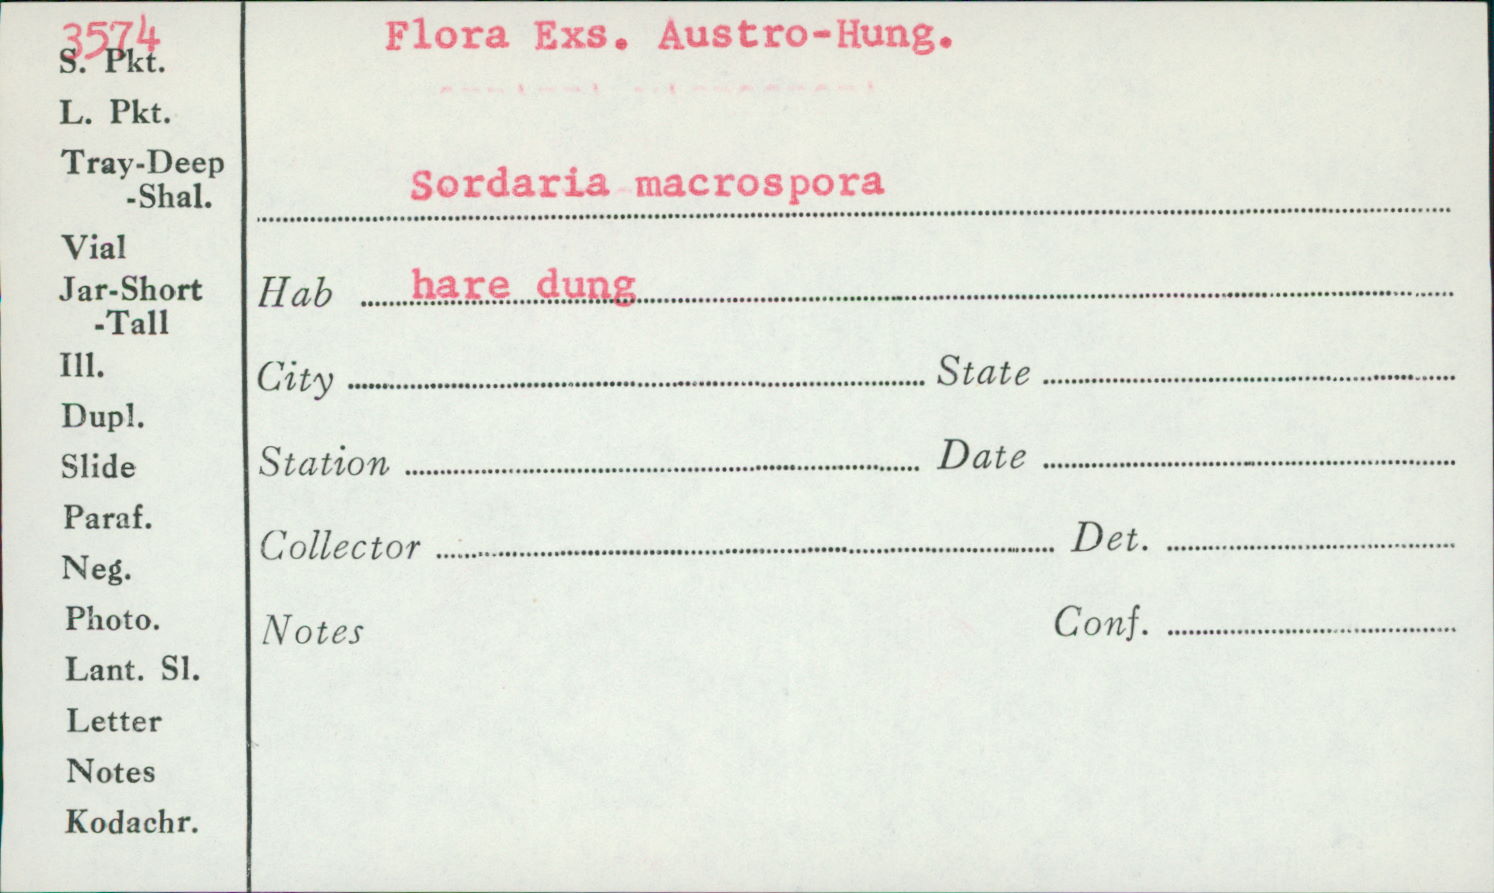 3574
S. Pkt.
L. Pkt.
Tray-Deep
-Shal.
Vial
Jar-Short
-Tall
Ill.
Dupl.
Slide
Paraf.
Neg.
Photo.
Lant. Sl.
Letter
Notes
Kodachr.
Flora Exs. Austro-Hung.
Sordaria macrospora
Hab hare dung
City State
Station Date
Collector Det.
Notes Conf.